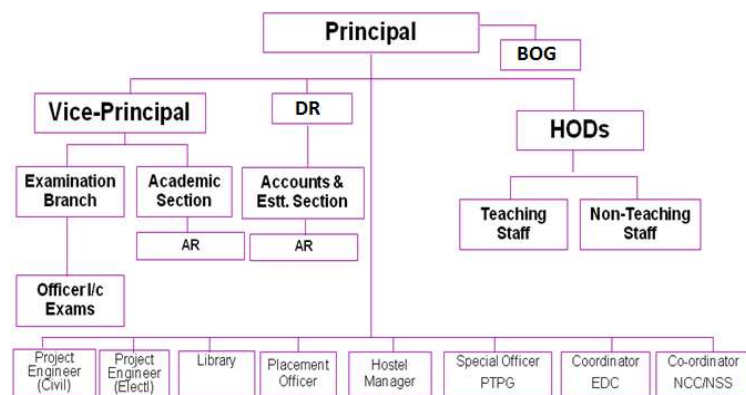 Principal
BOG
Vice-Principal
DR
HODs
Examination
Branch
Academic
Section
Accounts &
Estt. Section
Teaching
Staff
Non-Teaching
Staff
AR
AR
OfficerI/c
Exams
Project
Engineer
(Civil)
Project
Engineer
(Electl)
Library
Placement
Officer
Hostel
Manager
Special Officer
PTPG
Coordinator
EDC
Co-ordinator
NCC/NSS